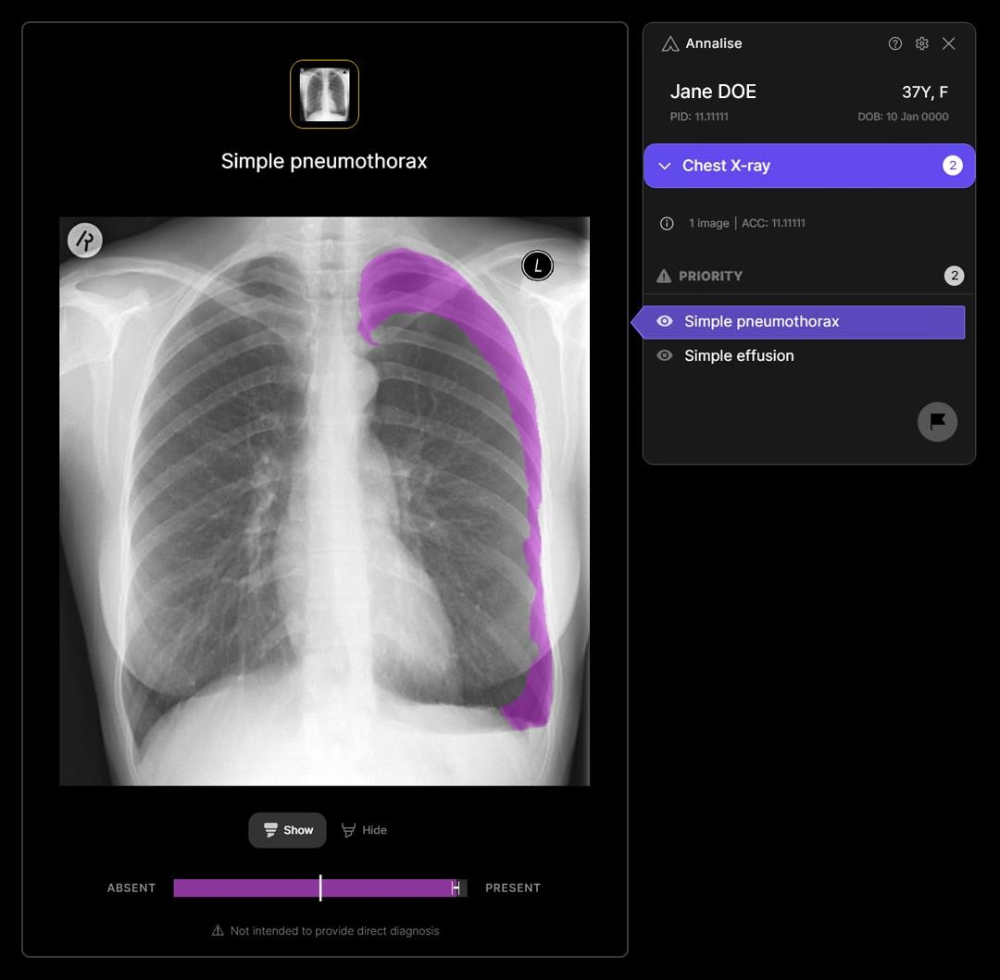 Simple pneumothorax
R
L
Show
Hide
ABSENT
PRESENT
Not intended to provide direct diagnosis
Annalise
Jane DOE
37Y, F
PID: 11.11111
DOB: 10 Jan 0000
Chest X-ray
2
1 image | ACC: 11.11111
PRIORITY
2
Simple pneumothorax
Simple effusion